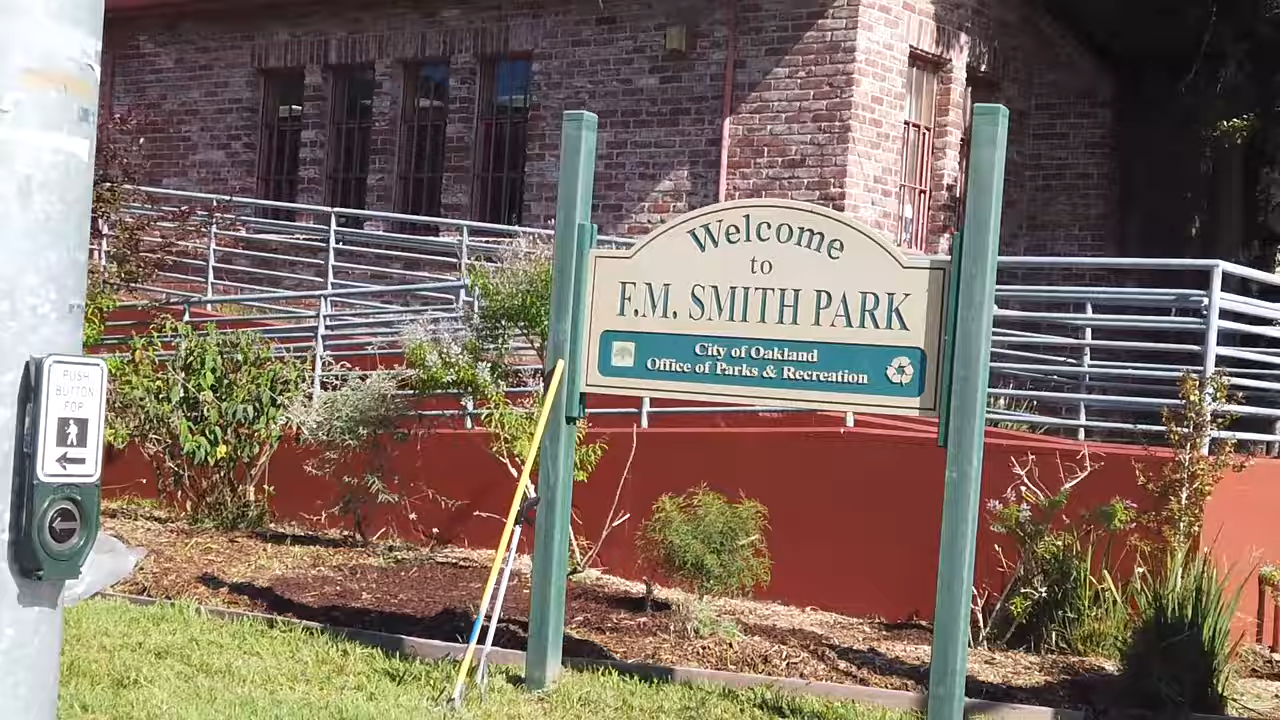 Welcome
to
F.M. SMITH PARK
City of Oakland
Office of Parks & Recreation
PUSH
BUTTON
FOR